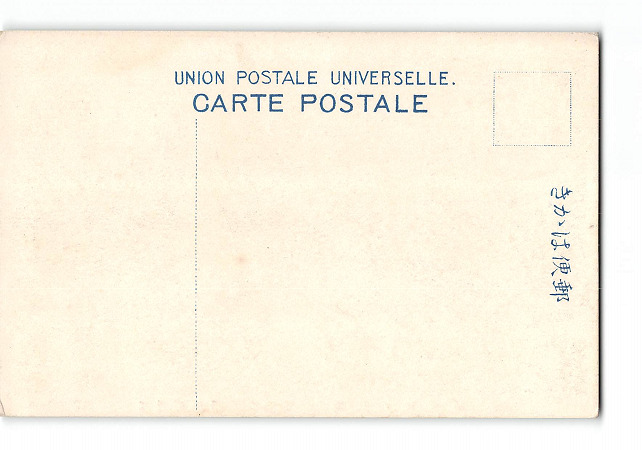 UNION POSTALE UNIVERSELLE.
CARTE POSTALE
きかは便郵